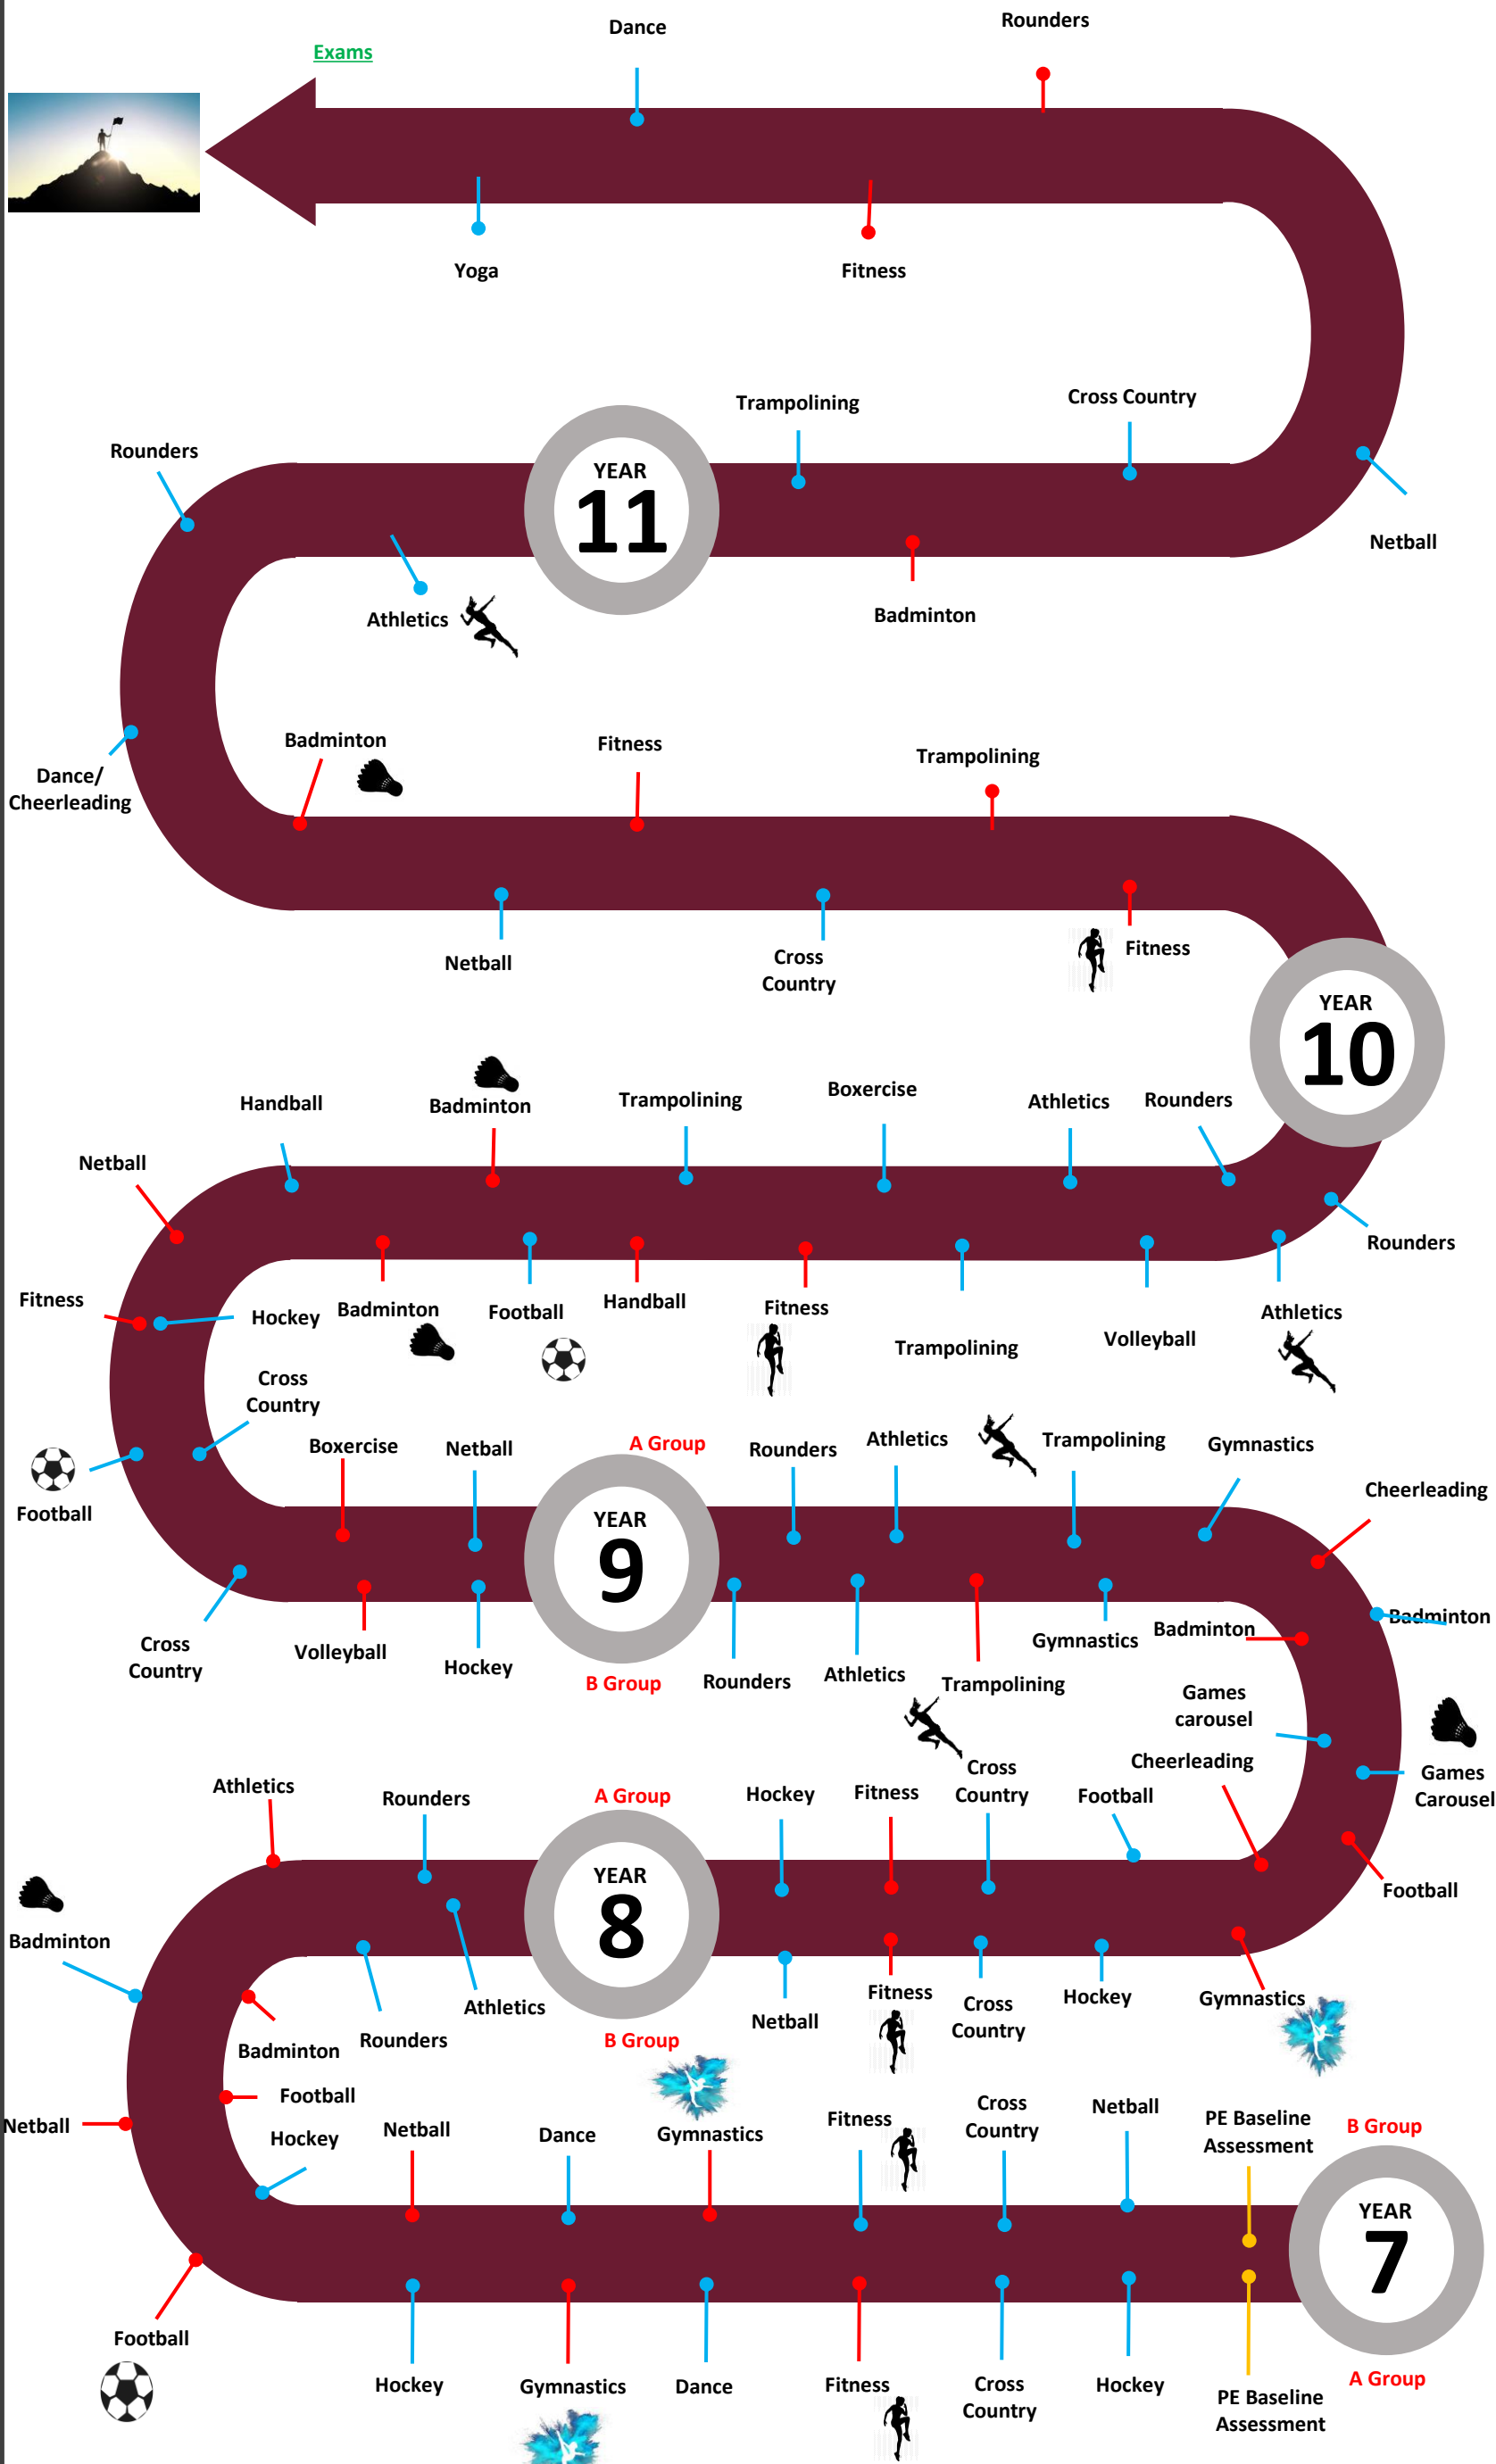 Dance
Rounders
Exams
Yoga
Fitness
Trampolining
Cross Country
Rounders
YEAR
11
Netball
Athletics
Badminton
Badminton
Fitness
Trampolining
Dance/
Cheerleading
Netball
Cross
Country
Fitness
YEAR
10
Handball
Badminton
Trampolining
Boxercise
Athletics
Rounders
Netball
Rounders
Fitness
Hockey
Badminton
Football
Handball
Fitness
Trampolining
Volleyball
Athletics
Cross
Country
Boxercise
Netball
A Group
Rounders
Athletics
Trampolining
Gymnastics
Cheerleading
Football
YEAR
9
Cross
Country
Volleyball
Hockey
B Group
Rounders
Athletics
Trampolining
Gymnastics
Badminton
Badminton
Games
carousel
Games
Carousel
Cheerleading
Athletics
Rounders
A Group
Hockey
Fitness
Cross
Country
Football
Football
YEAR
8
Badminton
Athletics
Rounders
B Group
Netball
Fitness
Cross
Country
Hockey
Gymnastics
Badminton
Football
Netball
Hockey
Netball
Dance
Gymnastics
Fitness
Cross
Country
Netball
PE Baseline
Assessment
B Group
YEAR
7
Football
Hockey
Gymnastics
Dance
Fitness
Cross
Country
Hockey
PE Baseline
Assessment
A Group